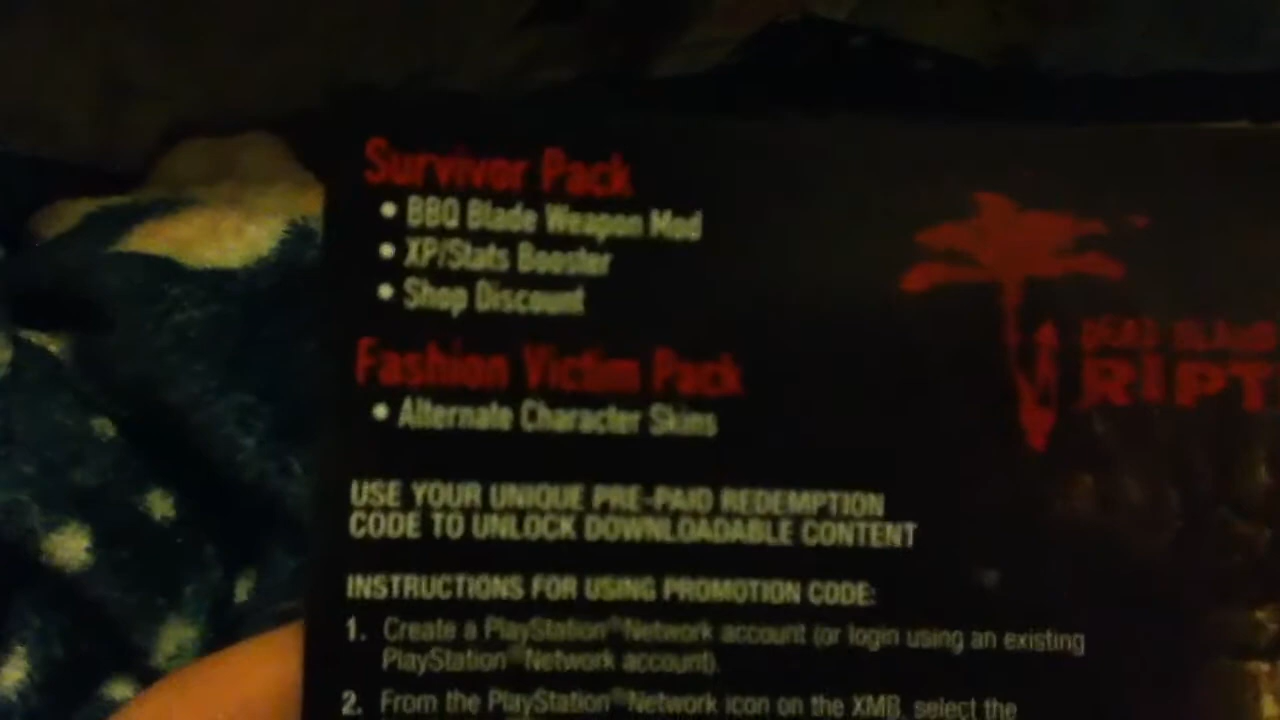 Survivor Pack
• BBQ Blade Weapon Mod
• XP/Stats Booster
• Shop Discount
Fashion Victim Pack
• Alternate Character Skins
USE YOUR UNIQUE PRE-PAID REDEMPTION
CODE TO UNLOCK DOWNLOADABLE CONTENT
INSTRUCTIONS FOR USING PROMOTION CODE:
1. Create a PlayStation®Network account (or login using an existing
PlayStation®Network account).
2. From the PlayStation®Network icon on the XMB, select the
DEAD ISLAND
RIPT